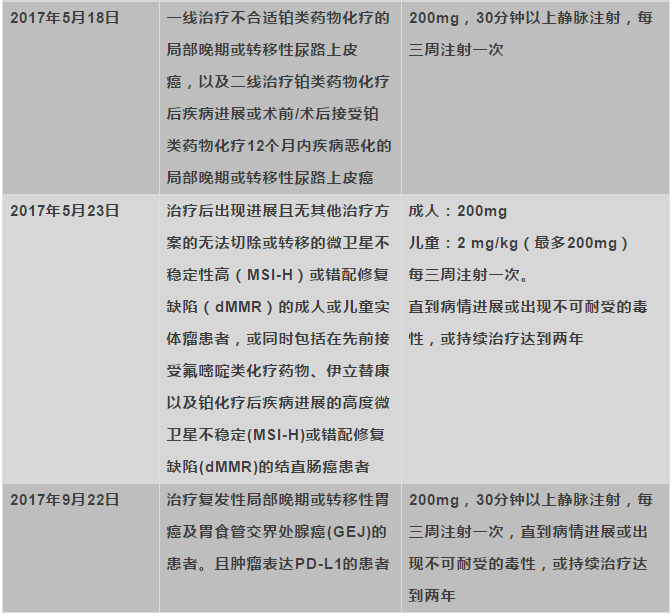 2017年5月18日
一线治疗不合适铂类药物化疗的
局部晚期或转移性尿路上皮
癌，以及二线治疗铂类药物化疗
后疾病进展或术前/术后接受铂
类药物化疗12个月内疾病恶化的
局部晚期或转移性尿路上皮癌
200mg，30分钟以上静脉注射，每
三周注射一次
2017年5月23日
治疗后出现进展且无其他治疗方
案的无法切除或转移的微卫星不
稳定性高（MSI-H）或错配修复
缺陷（dMMR）的成人或儿童实
体瘤患者，或同时包括在先前接
受氟嘧啶类化疗药物、伊立替康
以及铂化疗后疾病进展的高度微
卫星不稳定(MSI-H)或错配修复
缺陷(dMMR)的结直肠癌患者
成人：200mg
儿童：2 mg/kg（最多200mg）
每三周注射一次。
直到病情进展或出现不可耐受的毒
性，或持续治疗达到两年
2017年9月22日
治疗复发性局部晚期或转移性胃
癌及胃食管交界处腺癌(GEJ)的
患者。且肿瘤表达PD-L1的患者
200mg，30分钟以上静脉注射，每
三周注射一次，直到病情进展或出
现不可耐受的毒性，或持续治疗达
到两年